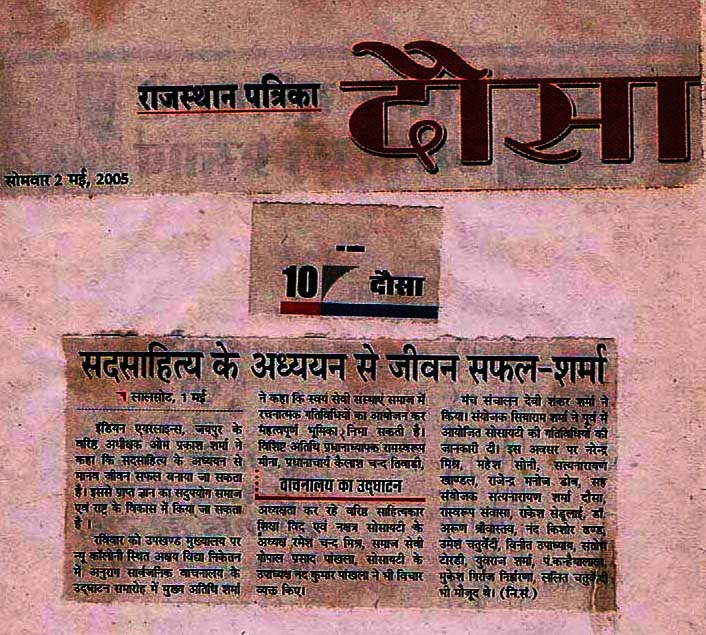 राजस्थान पत्रिका
दौसा
सोमवार 2 मई, 2005
10 दौसा
सदसाहित्य के अध्ययन से जीवन सफल-शर्मा
लालसोट, 1 मई
इंडियन एयरलाइन्स, जयपुर के
वरिष्ठ अधीक्षक ओम प्रकाश शर्मा ने
कहा कि सदसाहित्य के अध्ययन से
मानव जीवन सफल बनाया जा सकता
है। इससे प्राप्त ज्ञान का सदुपयोग समाज
एवं राष्ट्र के विकास में किया जा सकता
है ।
रविवार को उपखण्ड मुख्यालय पर
न्यू कॉलोनी स्थित अक्षय विद्या निकेतन
में अनुराग सार्वजनिक वाचनालय के
उद्घाटन समारोह में मुख्य अतिथि शर्मा
ने कहा कि स्वयं सेवी संस्थाएं समाज में
रचनात्मक गतिविधियों का आयोजन कर
महत्वपूर्ण भूमिका निभा सकती है।
विशिष्ट अतिथि प्रधानाध्यापक रामस्वरूप
मीना, प्रधानाचार्य कैलाश चन्द तिवाड़ी,
वाचनालय का उद्घाटन
अध्यक्षता कर रहे वरिष्ठ साहित्यकार
शिक्षा विद एवं नक्षत्र सोसायटी के
अध्यक्ष रमेश चन्द मिश्र, समाज सेवी
गोपाल प्रसाद पांखला, सोसायटी के
उपाध्यक्ष नंद कुमार पांखला ने भी विचार
व्यक्त किए।
मंच संचालन देवी शंकर शर्मा ने
किया। संयोजक सियाराम शर्मा ने पूर्व में
आयोजित सोसायटी की गतिविधियों की
जानकारी दी। इस अवसर पर नरेन्द्र
मिश्र, महेश सोनी, सत्यनारायण
खाण्डल, राजेन्द्र मनोज डोब, सह
संयोजक सत्यनारायण शर्मा दौसा,
रामस्वरूप संवासा, राकेश सेडूलाई, डॉ.
अरूण श्रीवास्तव, नंद किशोर
उमेश चतुर्वेदी, विनीत उपाध्याय, संतोष
टोरडी, युवराज शर्मा, पं.कन्हैयालाल,
मुकेश गिर्राज निर्झरणा, ललित चतुर्वेदी
भी मौजूद थे। (नि.सं.)